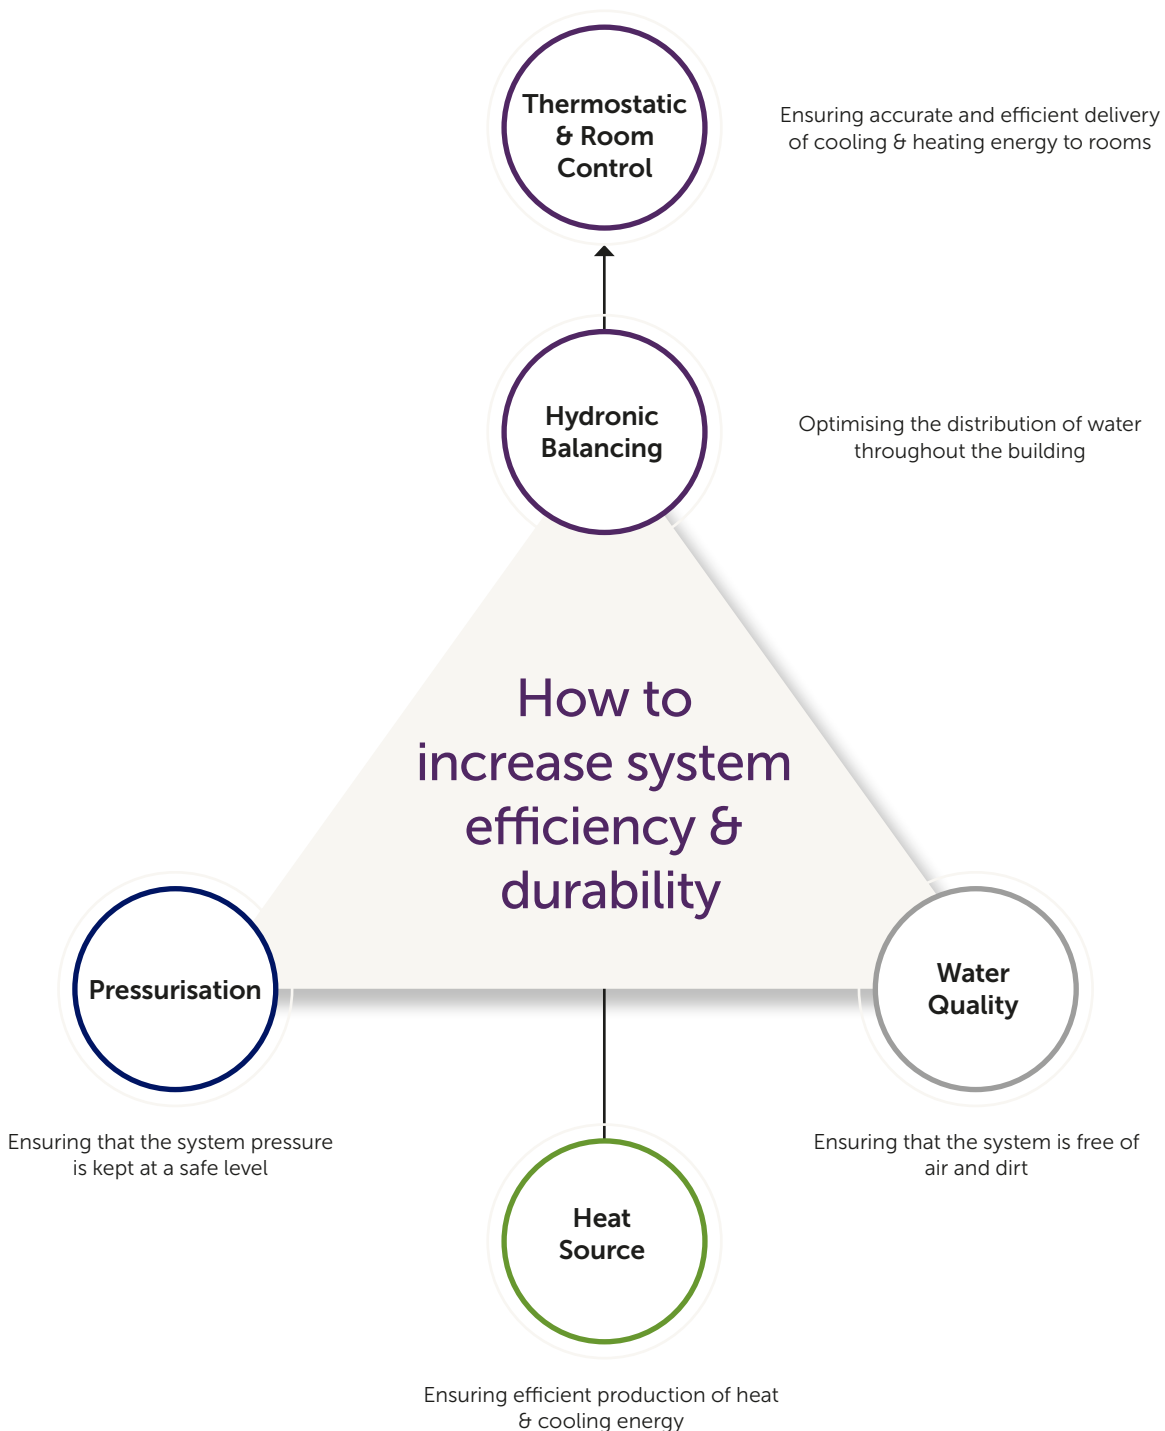 Thermostatic
& Room
Control
Ensuring accurate and efficient delivery
of cooling & heating energy to rooms
Hydronic
Balancing
Optimising the distribution of water
throughout the building
How to
increase system
efficiency &
durability
Pressurisation
Ensuring that the system pressure
is kept at a safe level
Water
Quality
Ensuring that the system is free of
air and dirt
Heat
Source
Ensuring efficient production of heat
& cooling energy